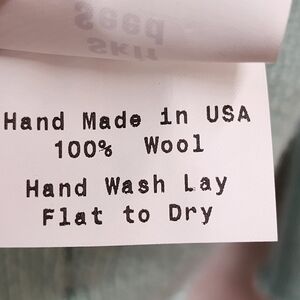 Hand Made in USA
100% Wool
Hand Wash Lay
Flat to Dry